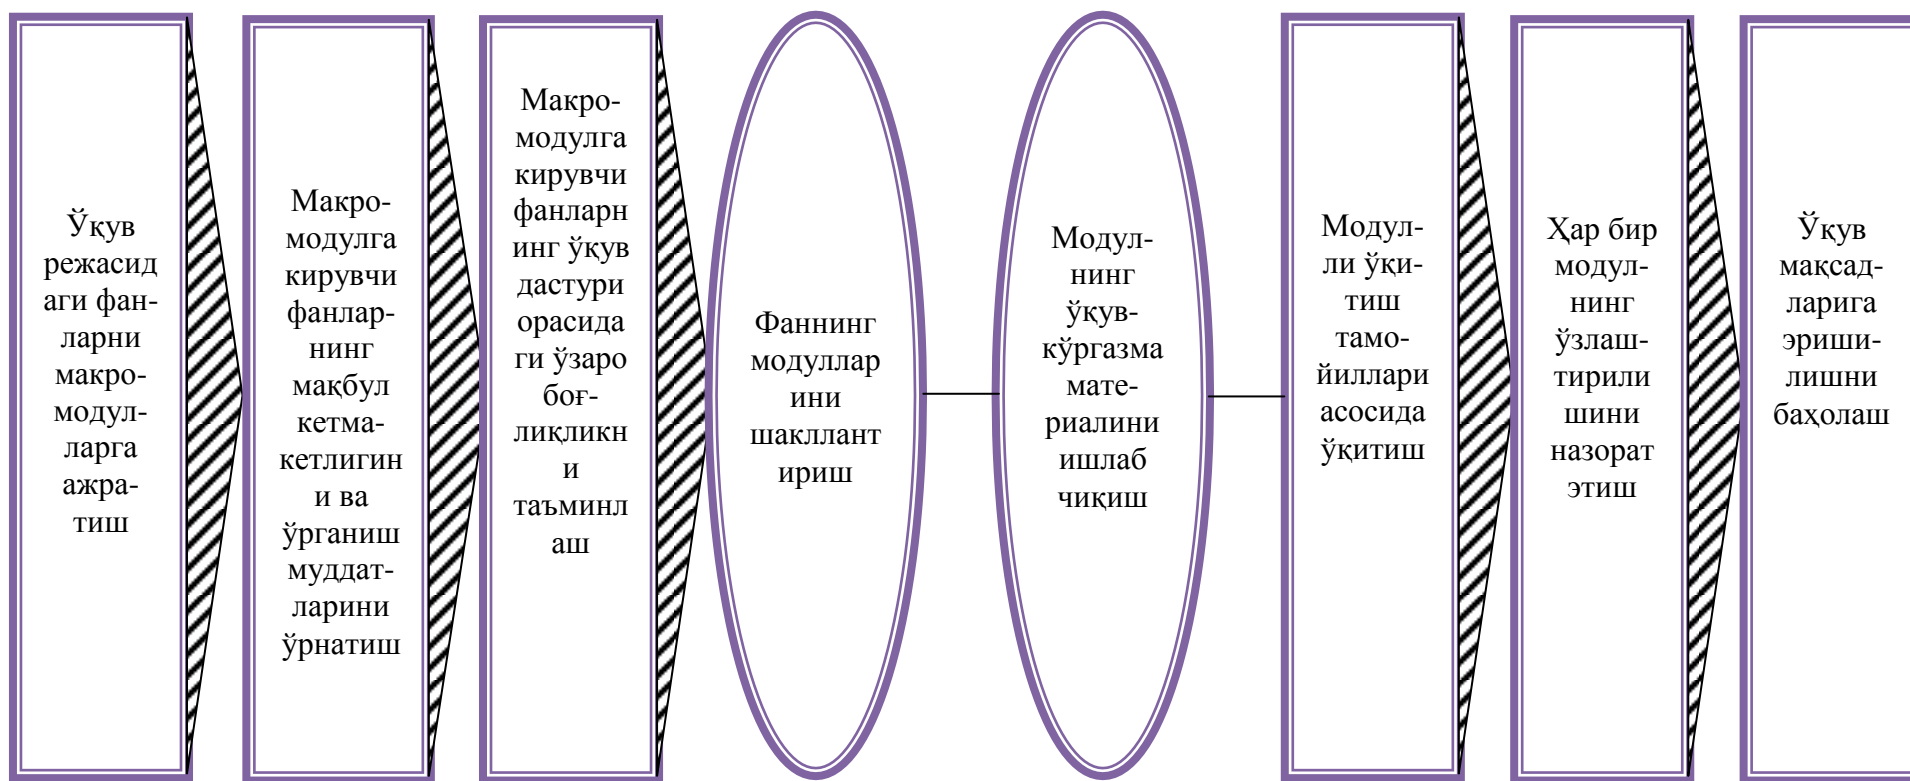 Ўқув
режасид
аги фан-
ларни
макро-
модул-
ларга
ажра-
тиш
Макро-
модулга
кирувчи
фанлар-
нинг
мақбул
кетма-
кетлигин
и ва
ўрганиш
муддат-
ларини
ўрнатиш
Макро-
модулга
кирувчи
фанларн
инг ўқув
дастури
орасида
ги ўзаро
боғ-
лиқликн
и
таъминл
аш
Фаннинг
модуллар
ини
шакллант
ириш
Модул-
нинг
ўқув-
кўргазма
мате-
риалини
ишлаб
чиқиш
Модул-
ли ўқи-
тиш
тамо-
йиллари
асосида
ўқитиш
Ҳар бир
модул-
нинг
ўзлаш-
тирили
шини
назорат
этиш
Ўқув
мақсад-
ларига
эриши-
лишни
баҳолаш